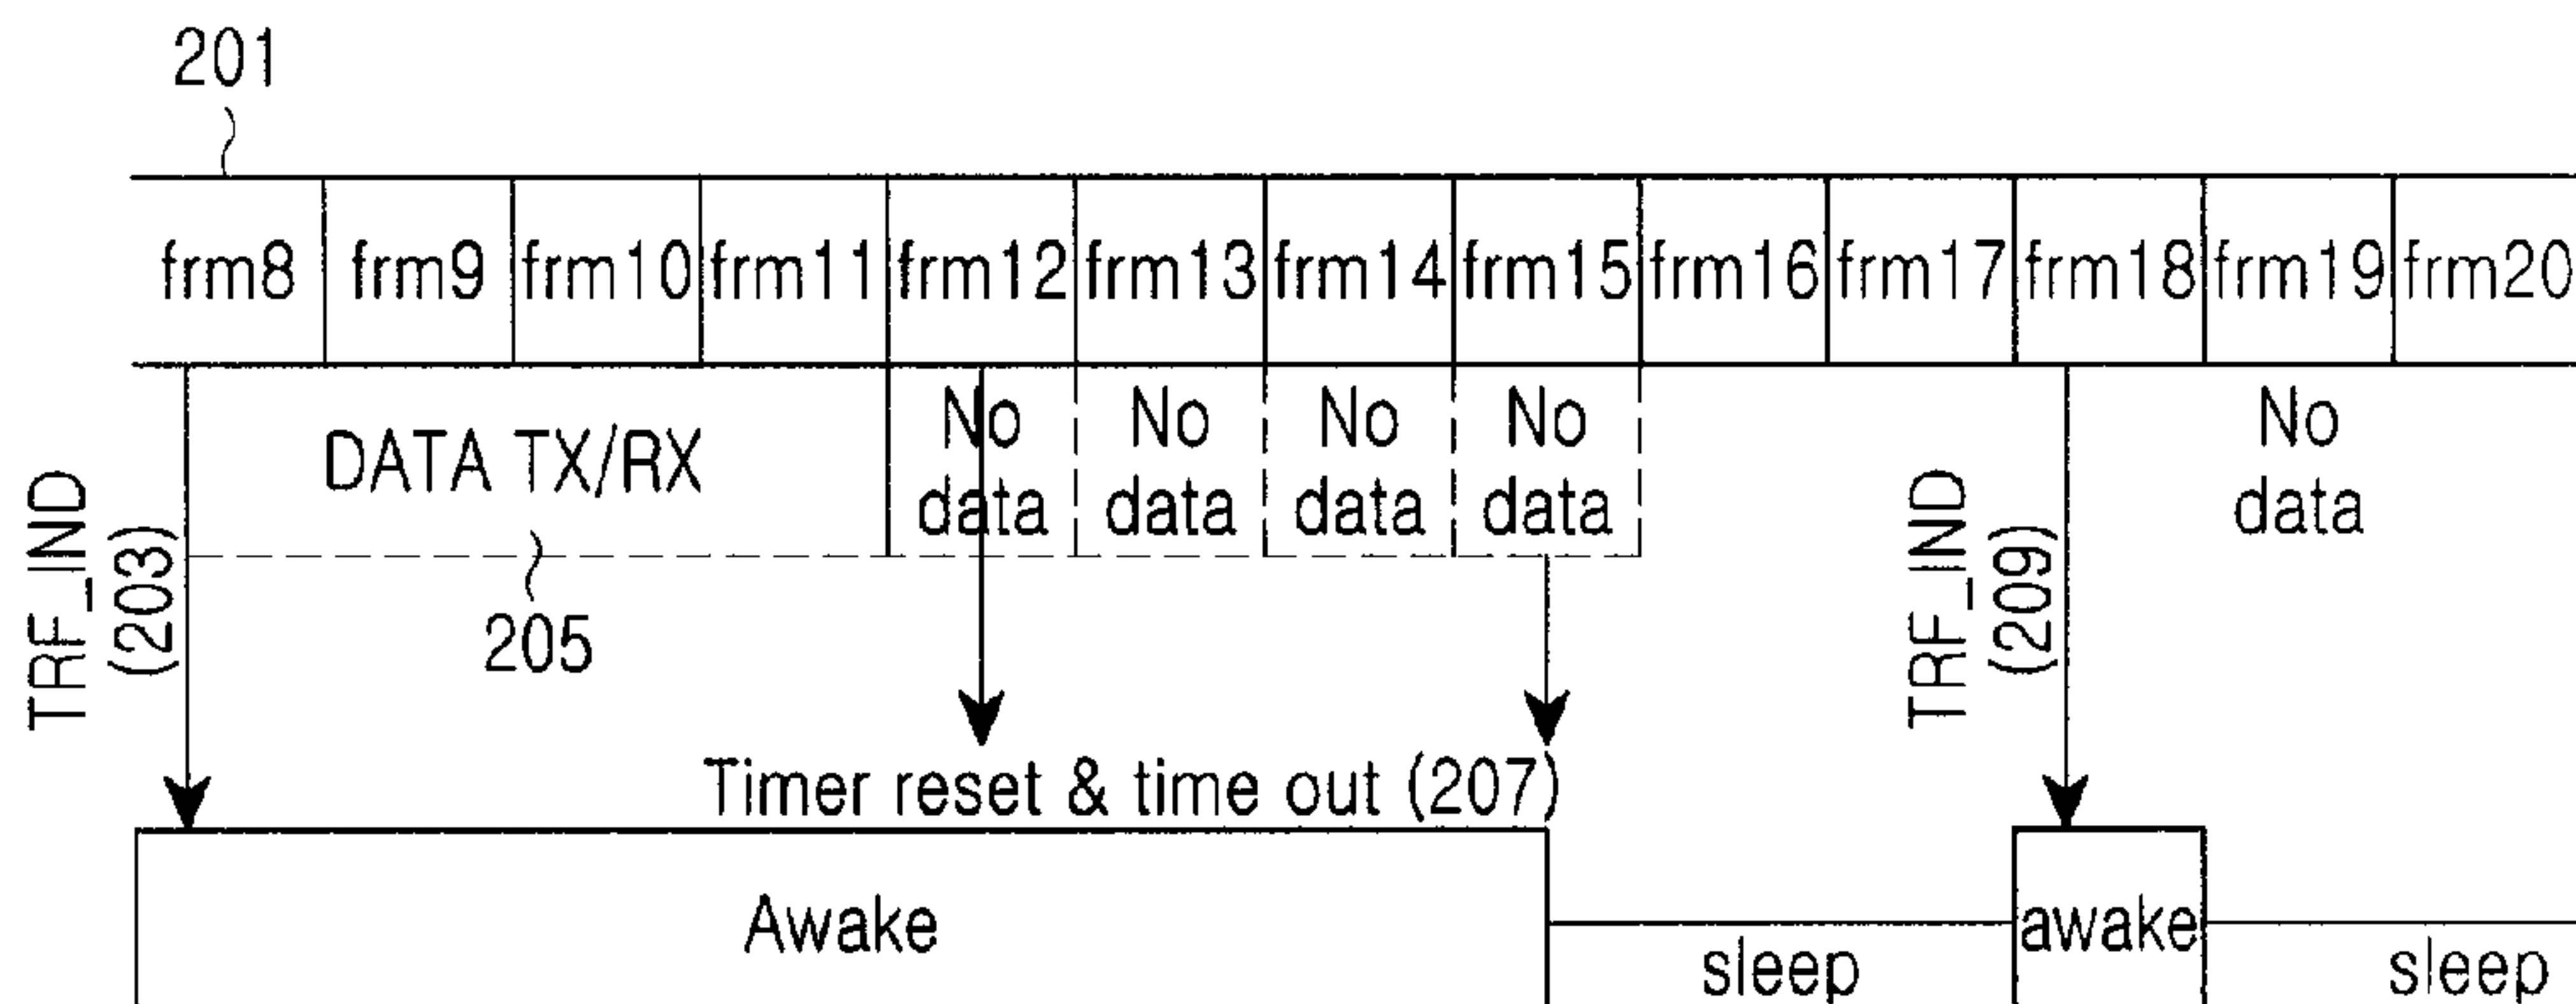 201
frm8 frm9 frm10 frm11 frm12 frm13 frm14 frm15 frm16 frm17 frm18 frm19 frm20
TRF_IND
(203)
DATA TX/RX
205
No
data
No
data
No
data
No
data
TRF_IND
(209)
No
data
Timer reset & time out (207)
Awake
sleep
awake
sleep